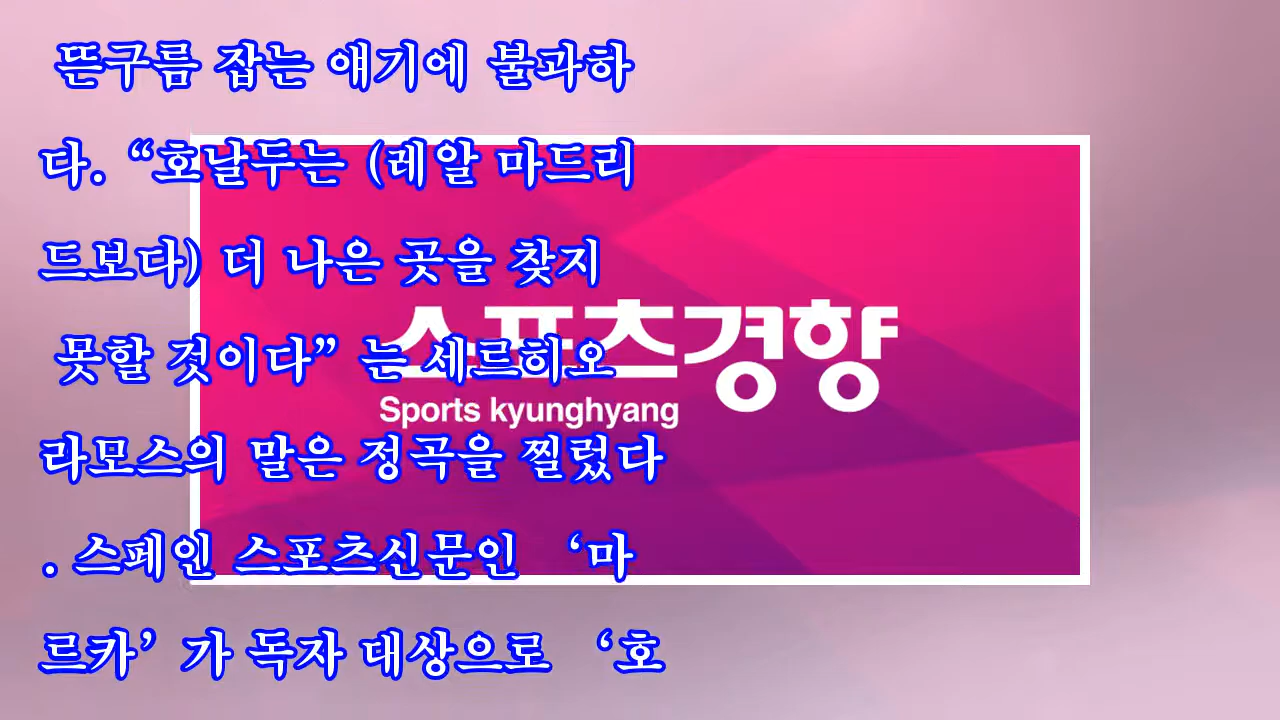 뜬구름 잡는 얘기에 불과하
다. “호날두는 (레알 마드리
드보다) 더 나은 곳을 찾지
못할 것이다” 는 세르히오
라모스의 말은 정곡을 찔렀다
. 스페인 스포츠신문인 ‘마
르카’ 가 독자 대상으로 ‘호
스포츠경향
Sports kyunghyang